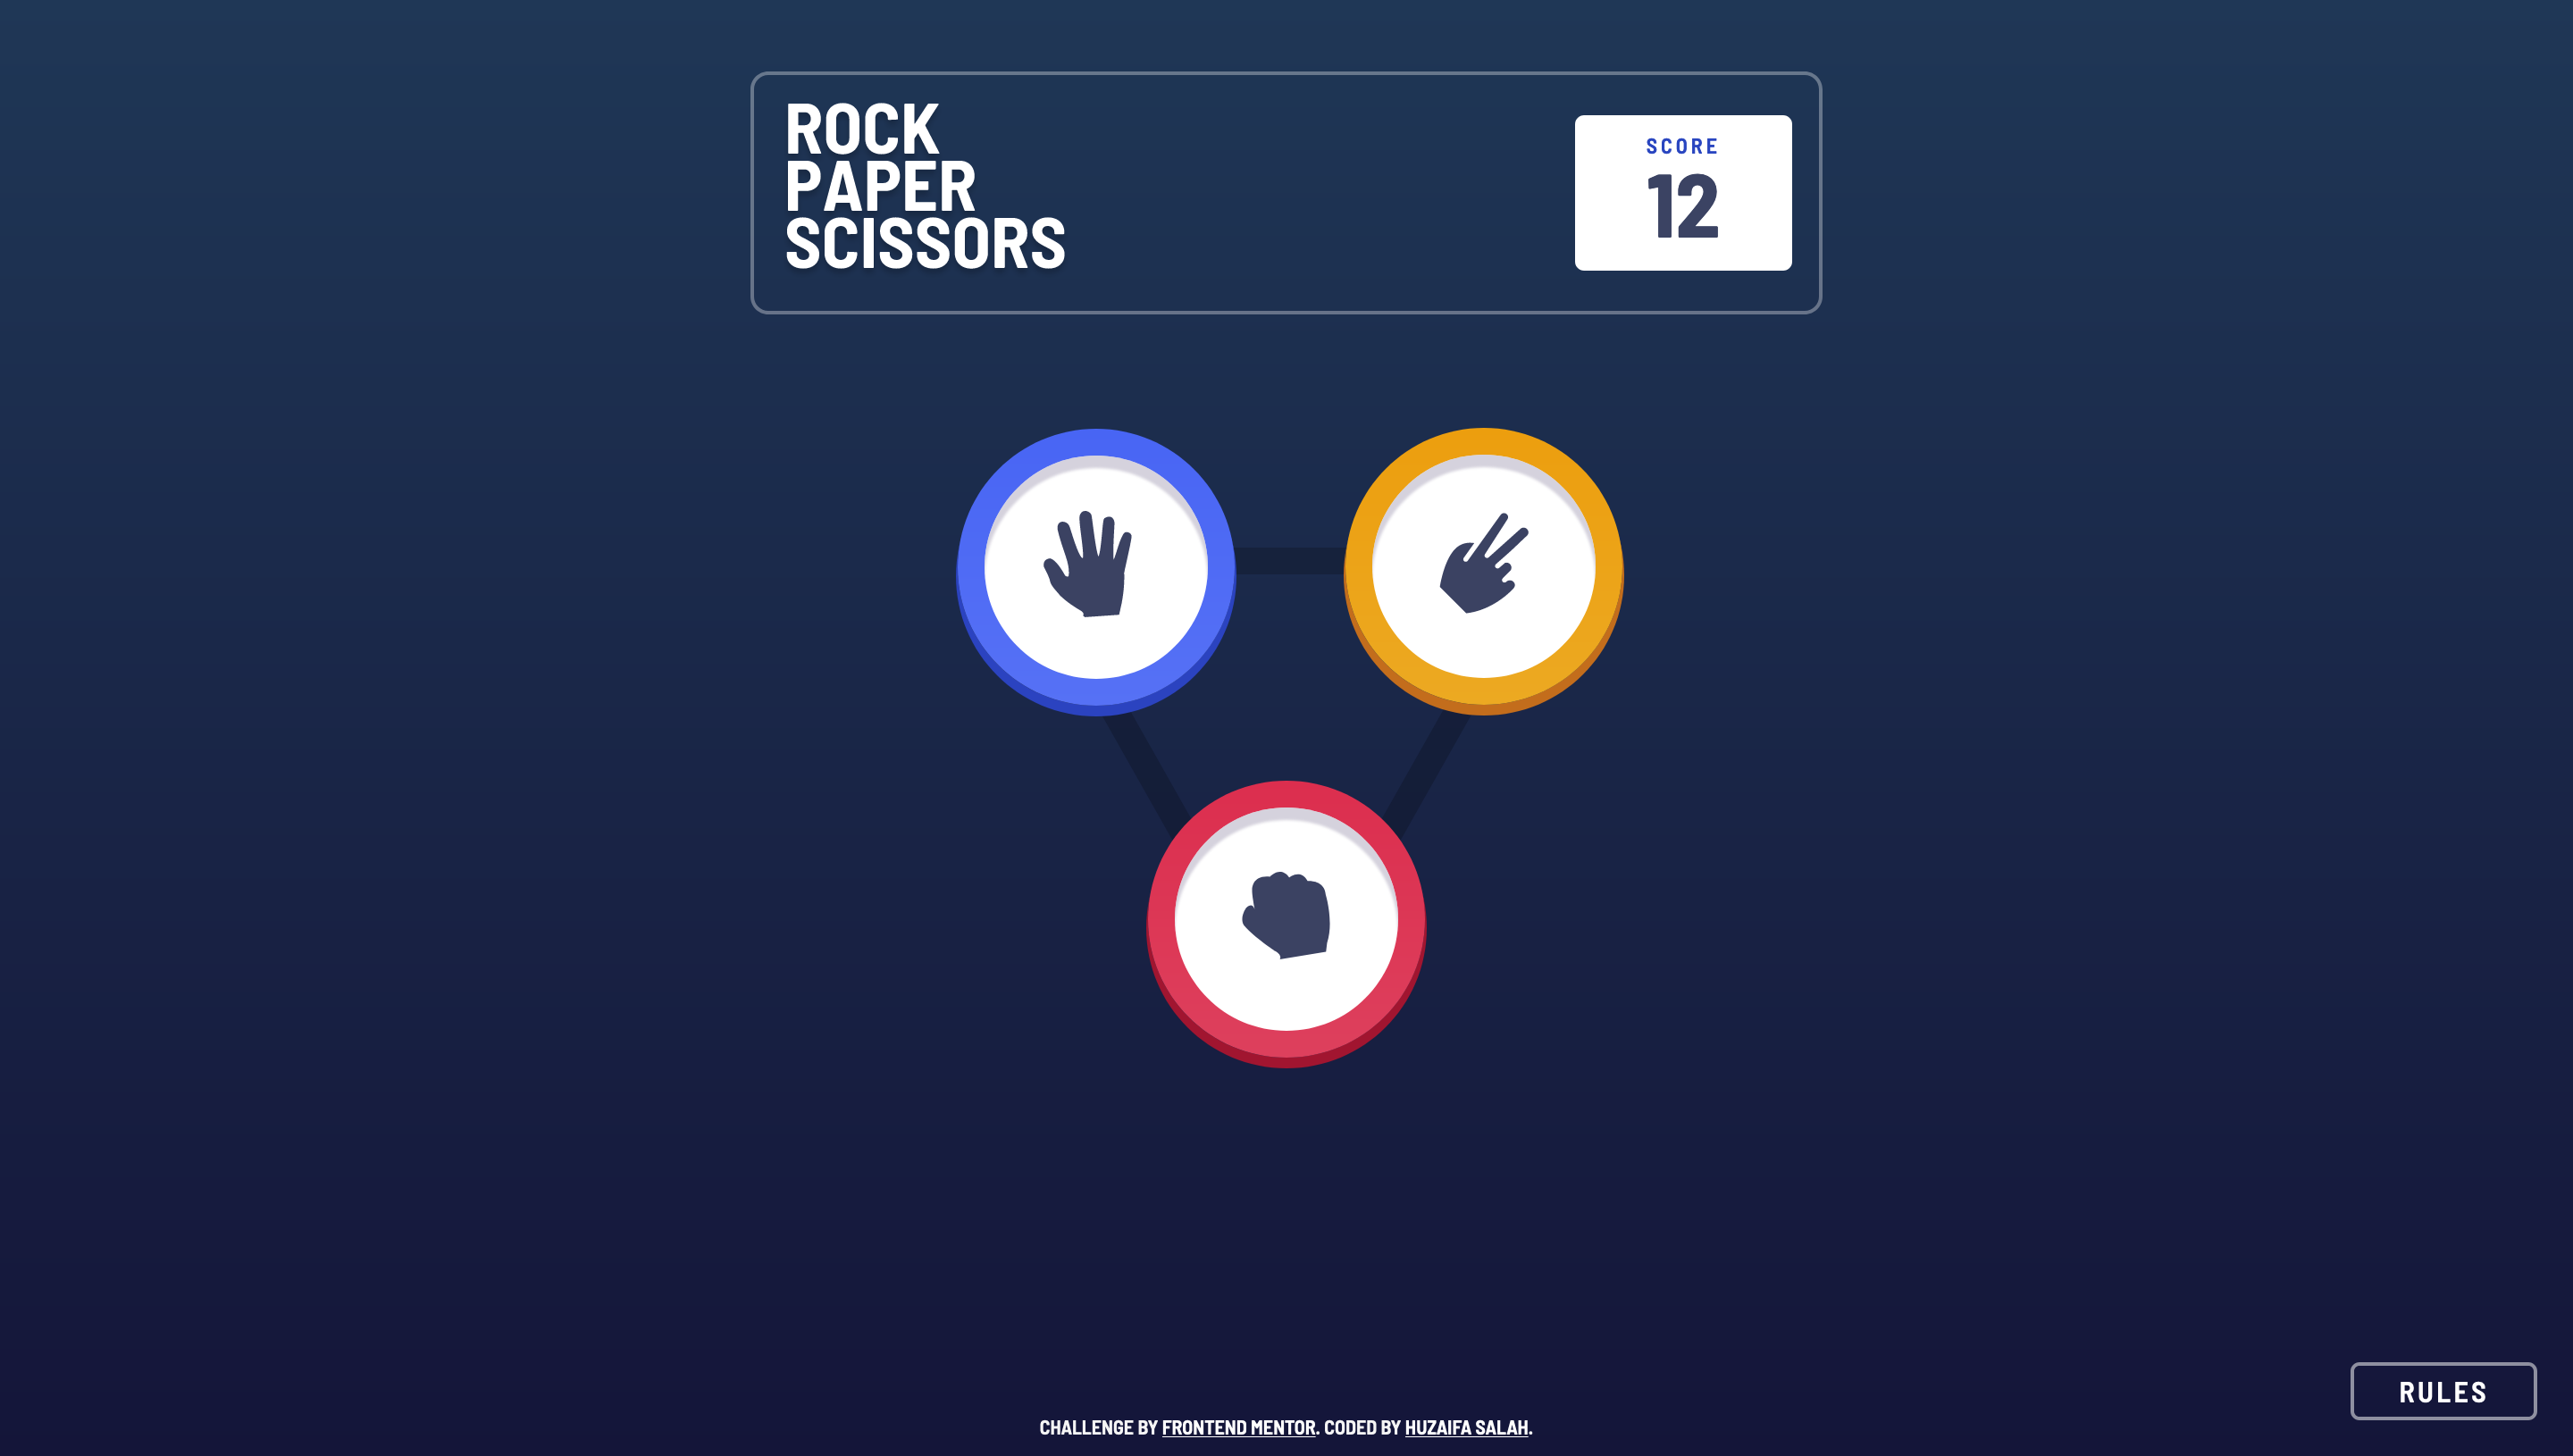 ROCK
PAPER
SCISSORS
SCORE
12
RULES
CHALLENGE BY FRONTEND MENTOR. CODED BY HUZAIFA SALAH.